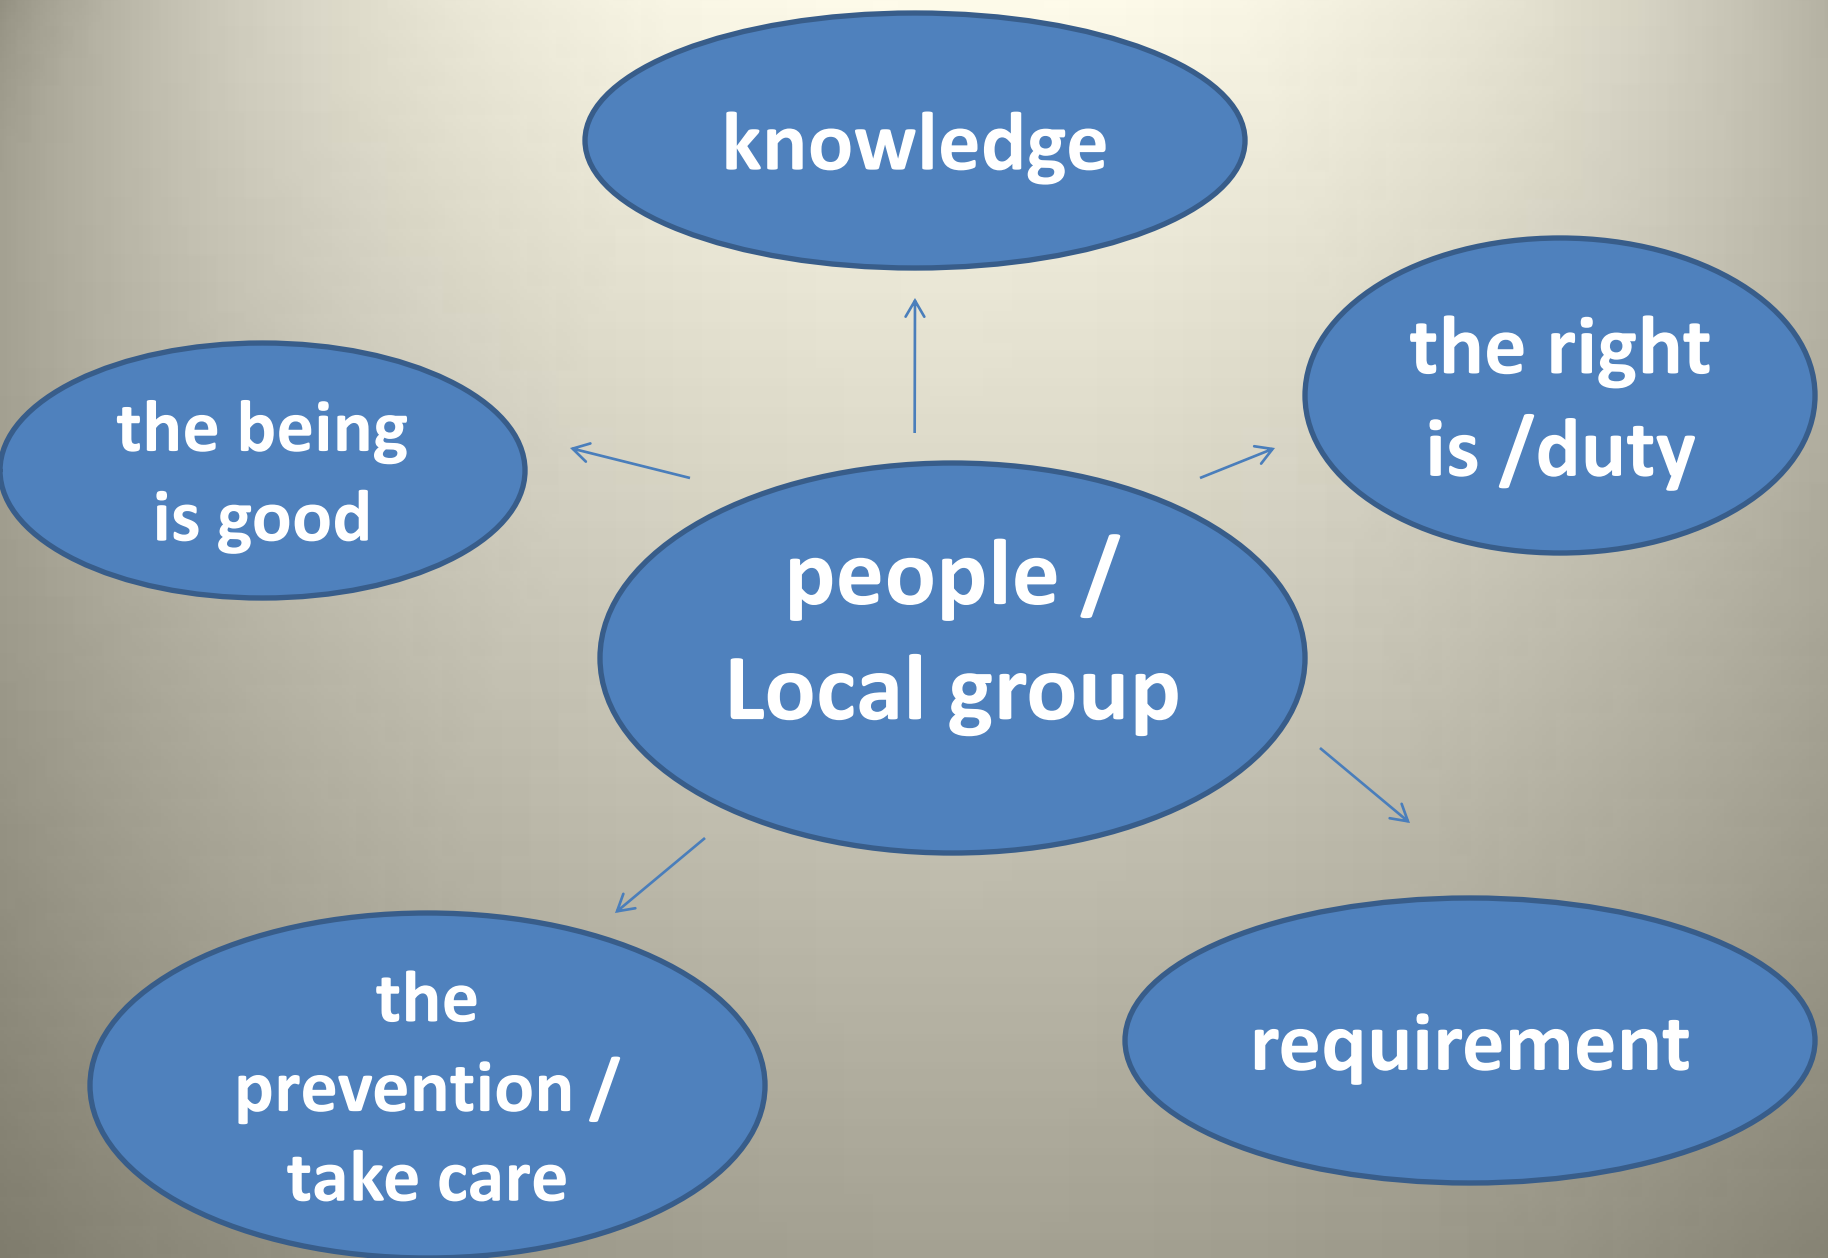 knowledge
the right
is /duty
the being
is good
people /
Local group
the
prevention /
take care
requirement